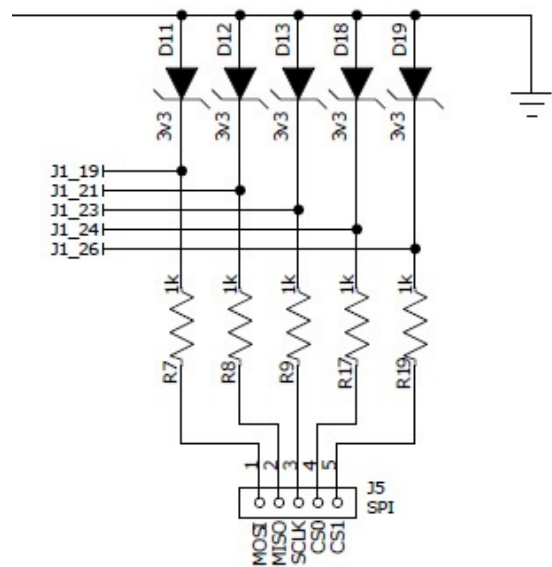 D11
D12
D13
D18
D19
3v3
3v3
3v3
3v3
3v3
J1_19
J1_21
J1_23
J1_24
J1_26
1k
1k
1k
1k
1k
R7
R8
R9
R17
R19
1
2
3
4
5
J5
SPI
MOSI
MISO
SCLK
CS0
CS1